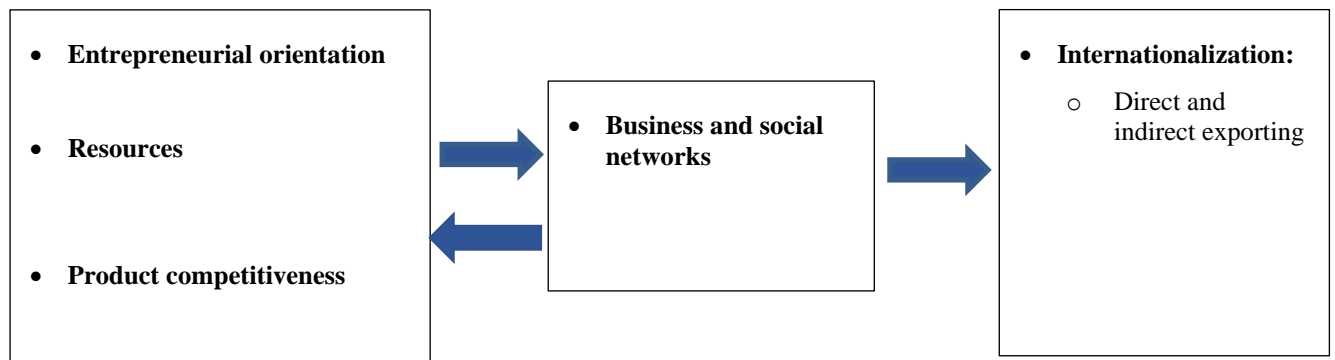 • Entrepreneurial orientation
• Resources
• Product competitiveness
• Business and social
networks
• Internationalization:
o Direct and
indirect exporting